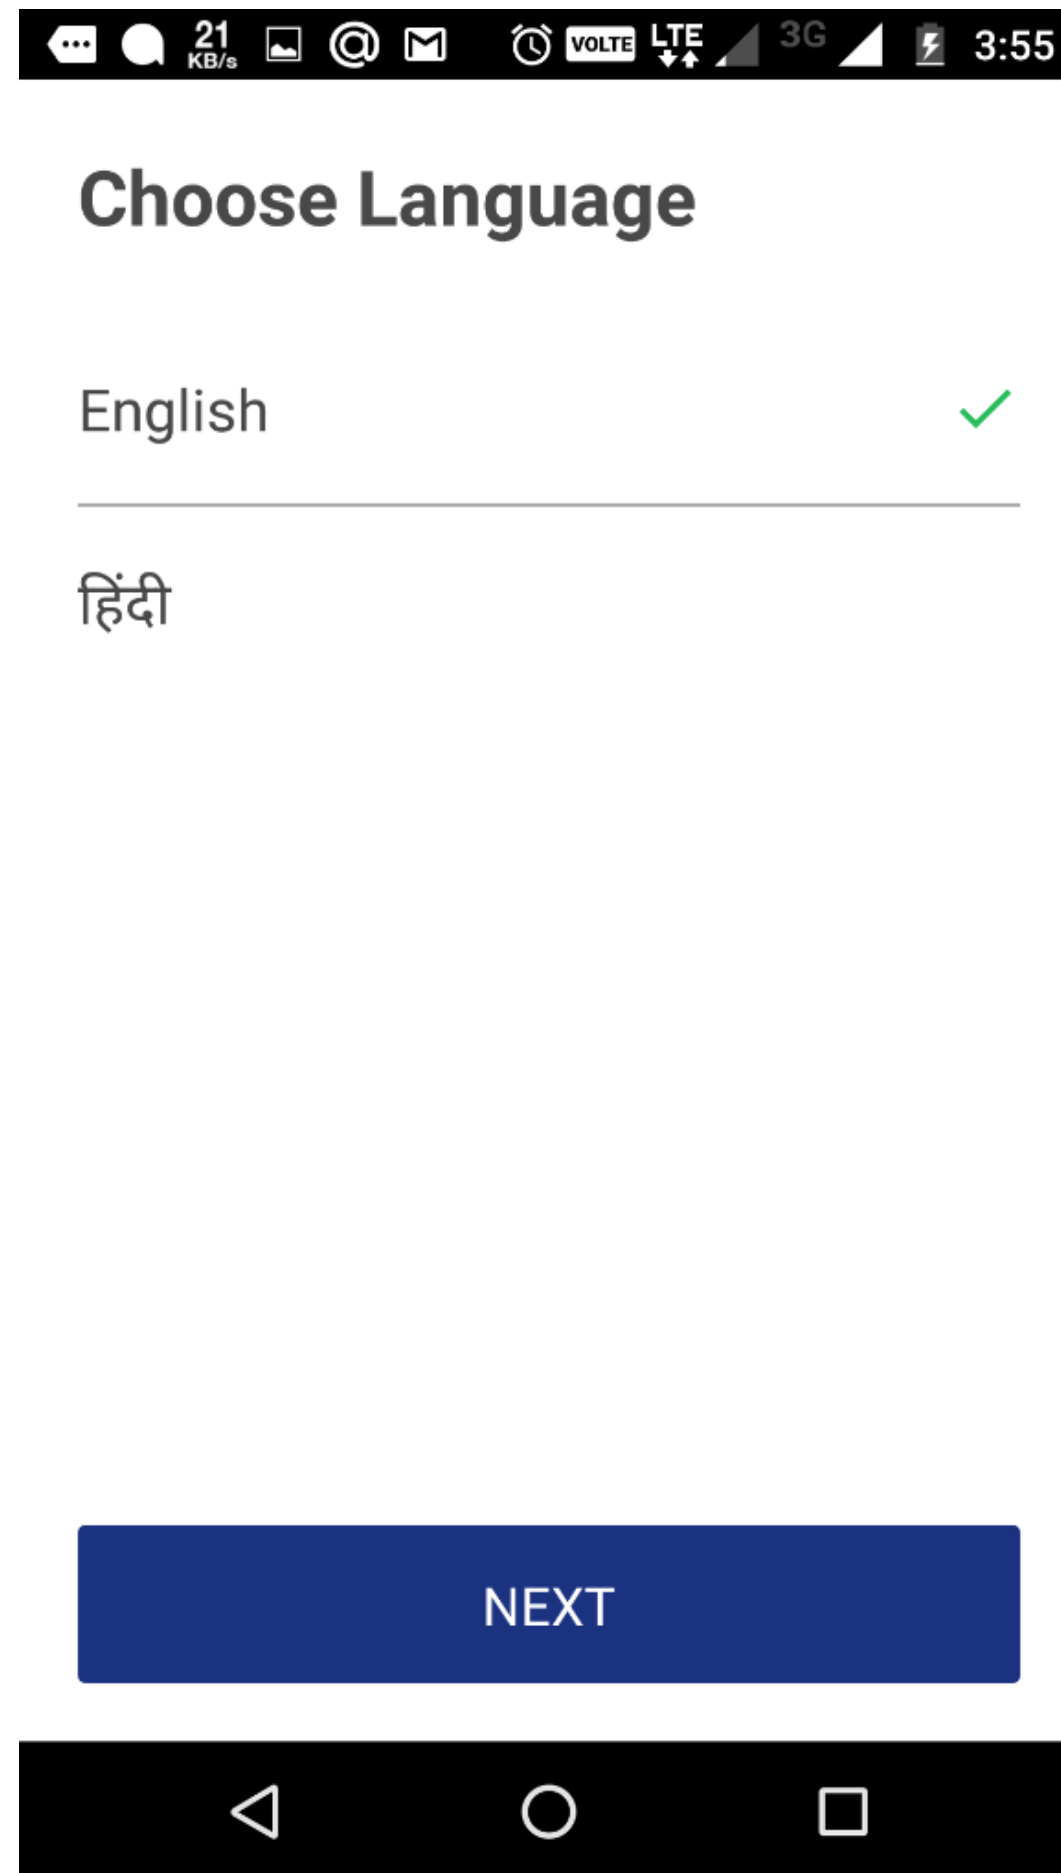 21
KB/s
VOLTE
LTE
3G
3:55
Choose Language
English
हिंदी
NEXT